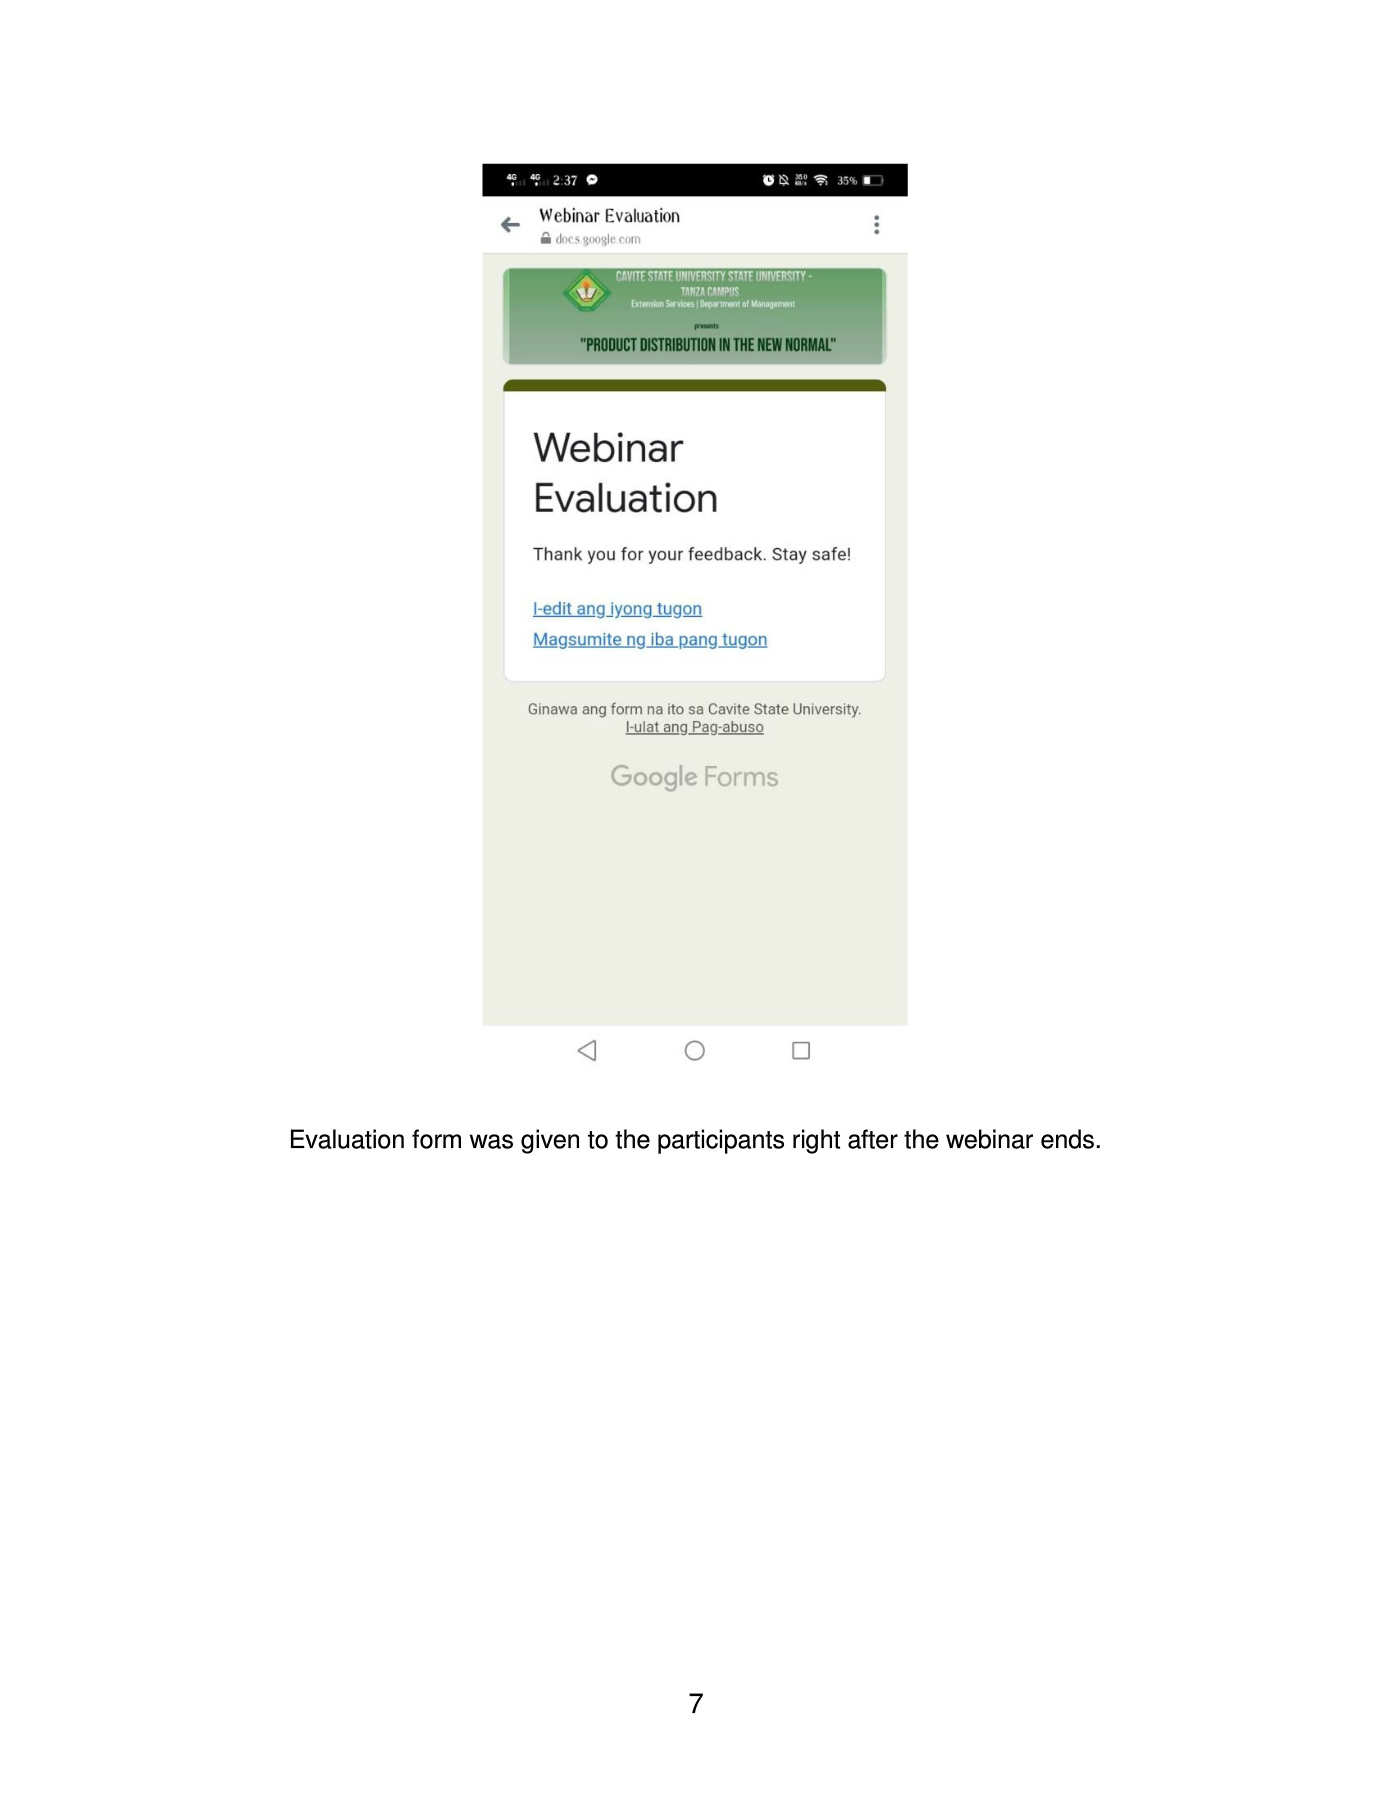 4G 4G 2:37 350 KB/s 35%
Webinar Evaluation
docs.google.com
CAVITE STATE UNIVERSITY STATE UNIVERSITY -
TANZA CAMPUS
Extension Services | Department of Management
presents
"PRODUCT DISTRIBUTION IN THE NEW NORMAL"
Webinar
Evaluation
Thank you for your feedback. Stay safe!
I-edit ang iyong tugon
Magsumite ng iba pang tugon
Ginawa ang form na ito sa Cavite State University.
I-ulat ang Pag-abuso
Google Forms
Evaluation form was given to the participants right after the webinar ends.
7